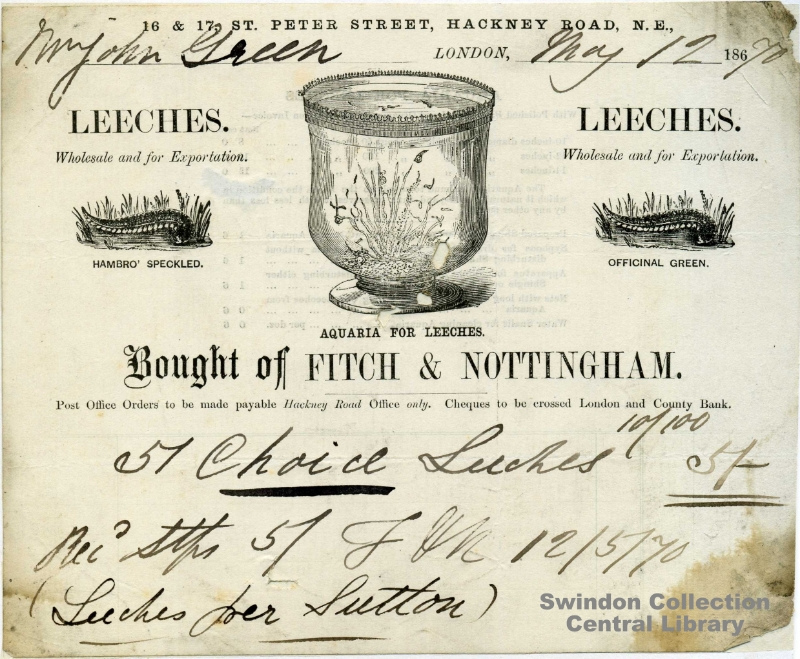 16 & 17, ST. PETER STREET, HACKNEY ROAD, N.E.,
Mr John Green LONDON, May 12 1870
LEECHES.
Wholesale and for Exportation.
HAMBRO' SPECKLED.
LEECHES.
Wholesale and for Exportation.
OFFICINAL GREEN.
AQUARIA FOR LEECHES.
Bought of FITCH & NOTTINGHAM.
Post Office Orders to be made payable Hackney Road Office only. Cheques to be crossed London and County Bank.
10/100
51 Choice Leeches 5/-
Recd Stps 5/ F & N 12/5/70
(Leeches per Sutton)
Swindon Collection
Central Library